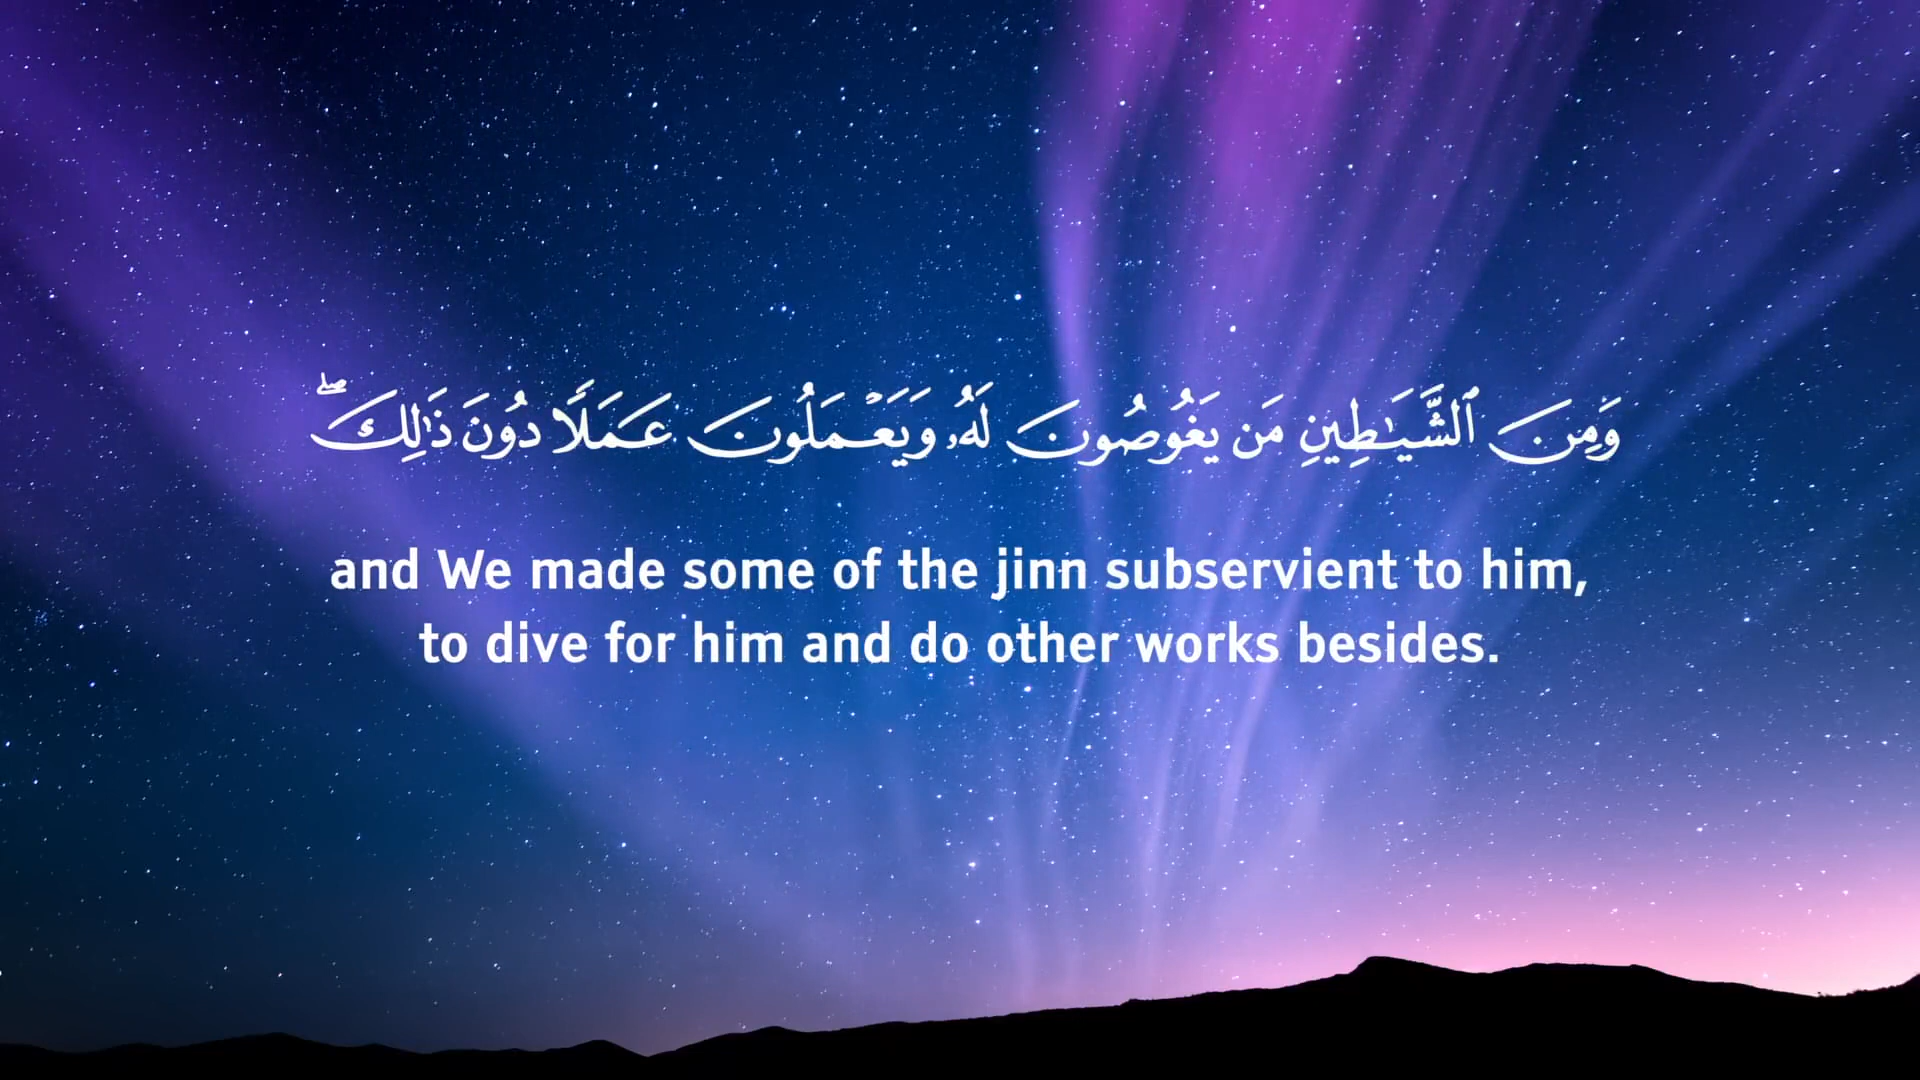 وَمِنَ ٱلشَّيَـٰطِينِ مَن يَغُوصُونَ لَهُۥ وَيَعْمَلُونَ عَمَلًا دُونَ ذَٰلِكَ ۖ
and We made some of the jinn subservient to him,
to dive for him and do other works besides.